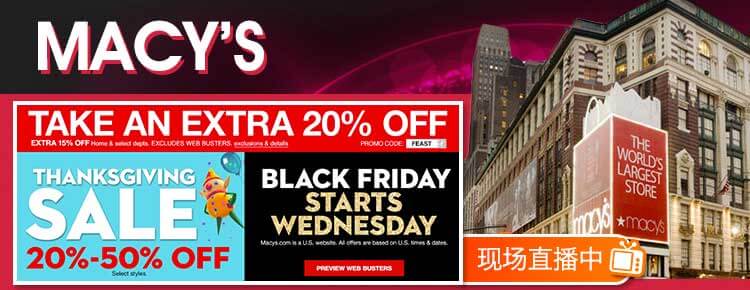 MACY'S
TAKE AN EXTRA 20% OFF
EXTRA 15% OFF Home & select depts. EXCLUDES WEB BUSTERS. exclusions & details
PROMO CODE: FEAST
THANKSGIVING
SALE
20%-50% OFF
Select styles.
BLACK FRIDAY
STARTS
WEDNESDAY
Macys.com is a U.S. website. All offers are based on U.S. times & dates.
PREVIEW WEB BUSTERS
THE
WORLD'S
LARGEST
STORE
★macy's
macy's
现场直播中